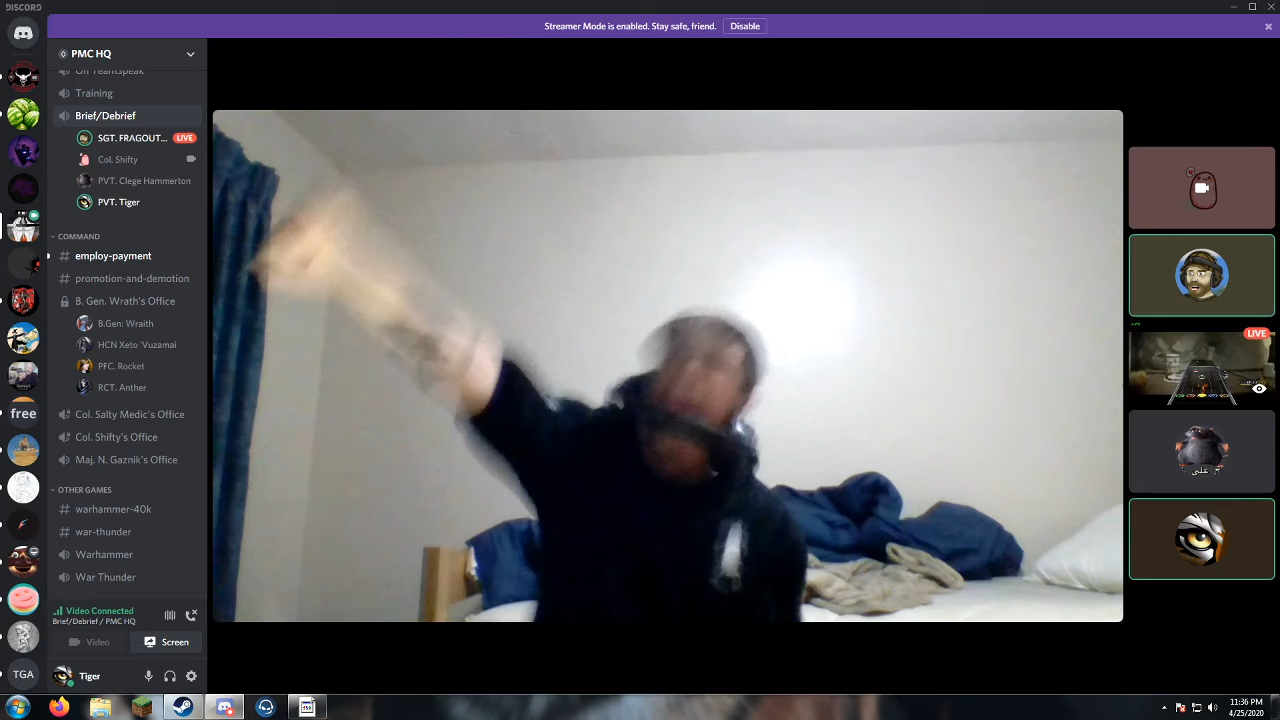 DISCORD
Streamer Mode is enabled. Stay safe, friend.
Disable
PMC HQ
Off TeamSpeak
Training
Brief/Debrief
SGT. FRAGOUT...
LIVE
Col. Shifty
PVT. Clege Hammerton
PVT. Tiger
COMMAND
employ-payment
promotion-and-demotion
B. Gen. Wrath's Office
B.Gen: Wraith
HCN Xeto 'Vuzamai
PFC. Rocket
RCT. Anther
Col. Salty Medic's Office
Col. Shifty's Office
Maj. N. Gaznik's Office
OTHER GAMES
warhammer-40k
war-thunder
Warhammer
War Thunder
Video Connected
Brief/Debrief / PMC HQ
Video
Screen
Tiger
free
TGA
LIVE
11:36 PM
4/25/2020